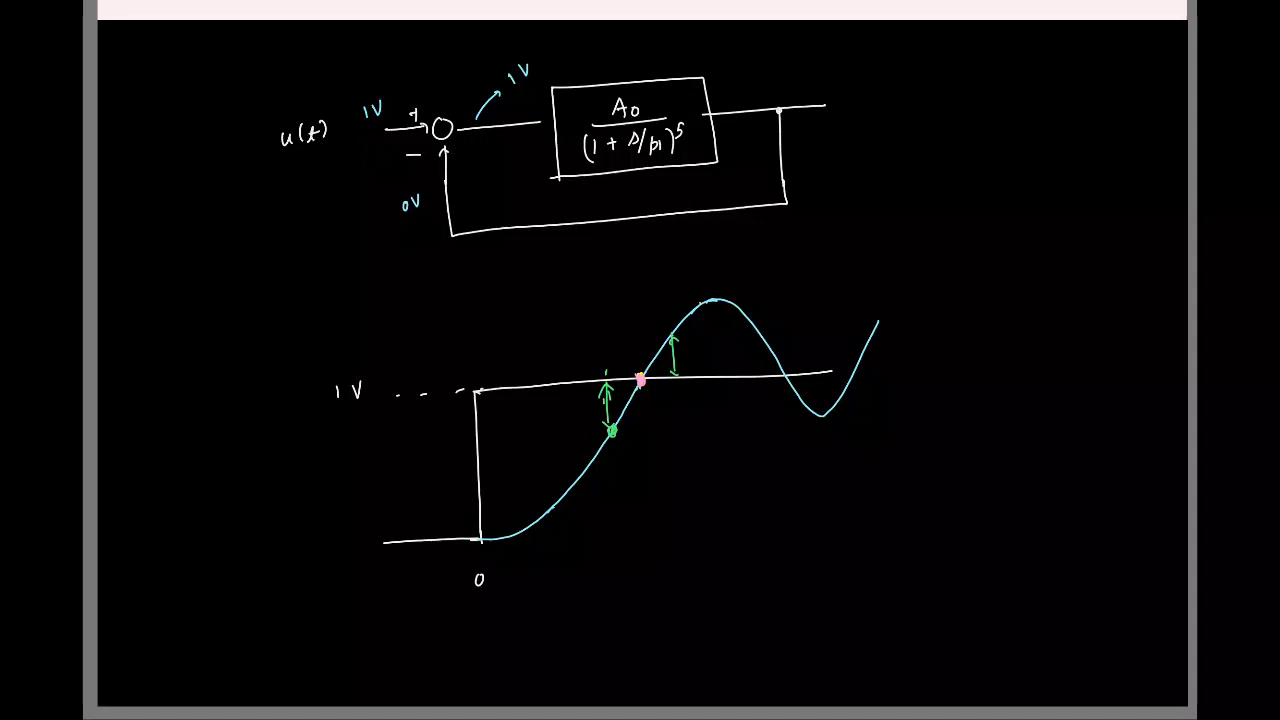 1V
1V
u(t)
+
−
A0
(1 + s/p1)^5
0V
1V
0